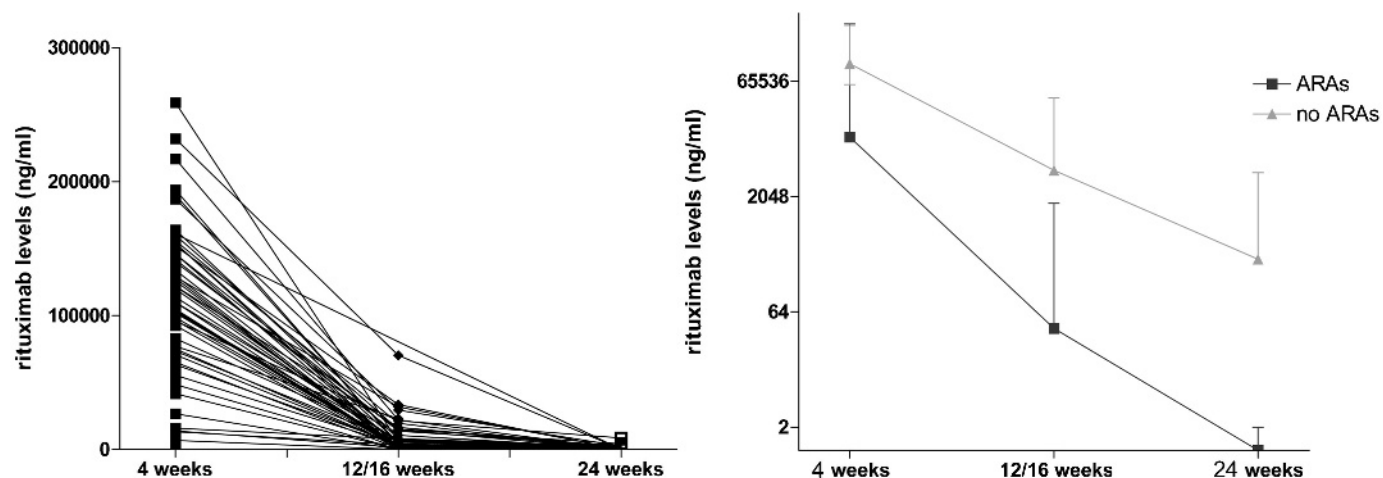 rituximab levels (ng/ml)
300000
200000
100000
0
4 weeks
12/16 weeks
24 weeks
rituximab levels (ng/ml)
65536
2048
64
2
4 weeks
12/16 weeks
24 weeks
ARAs
no ARAs